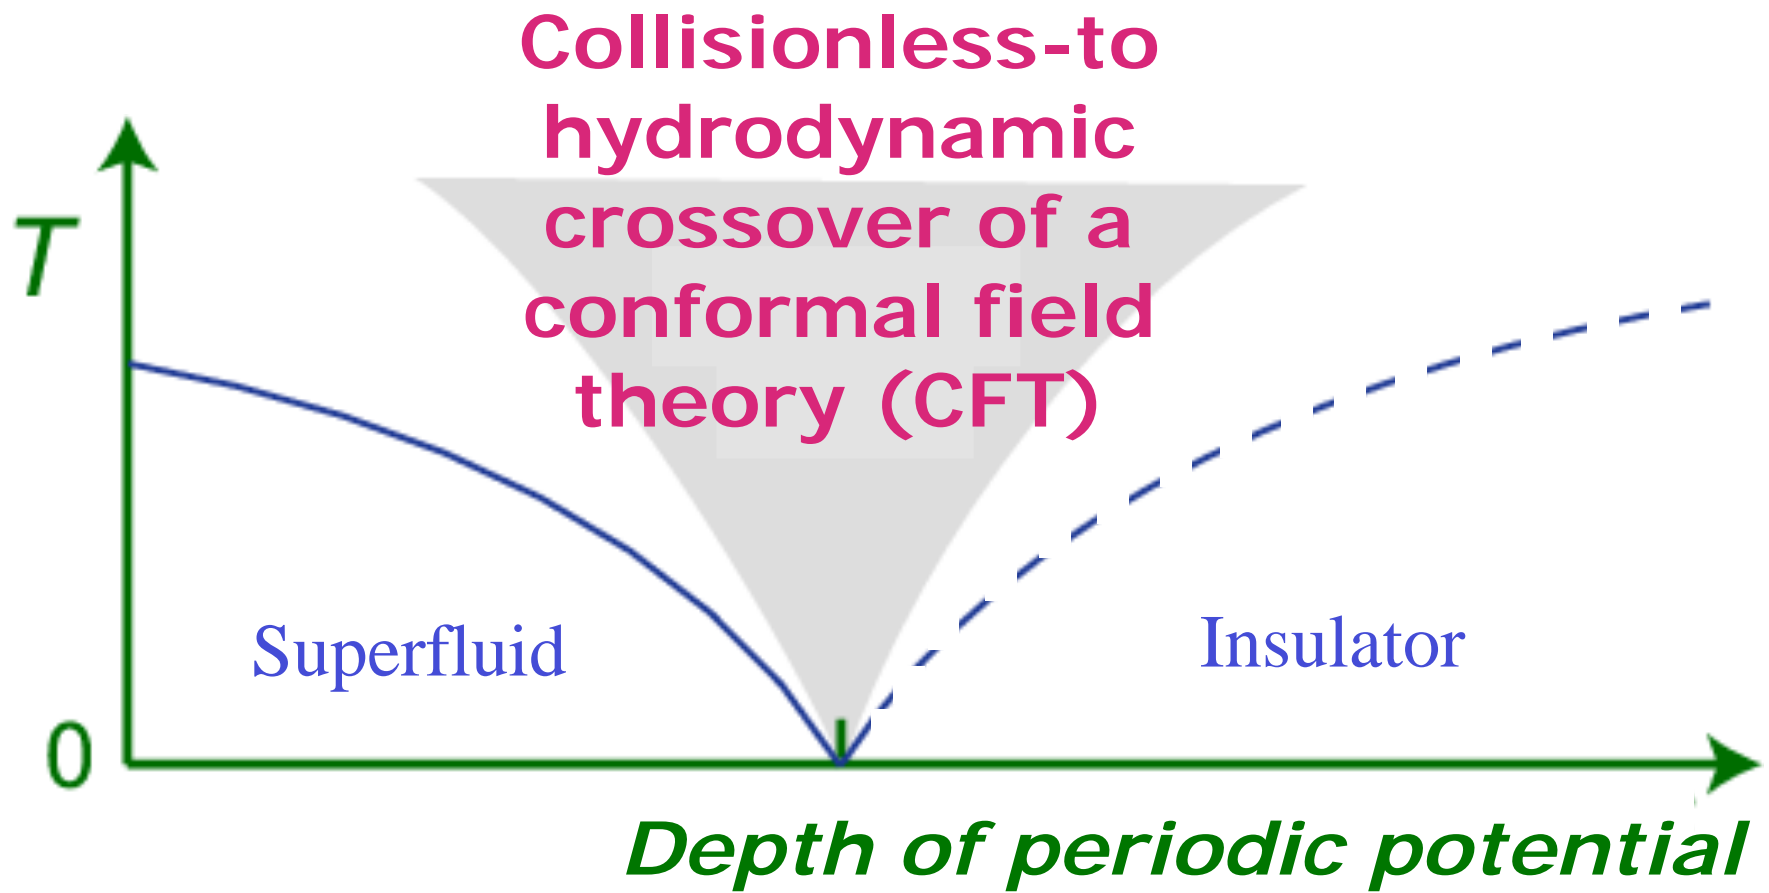 Collisionless-to
hydrodynamic
crossover of a
conformal field
theory (CFT)
T
Superfluid
Insulator
0
Depth of periodic potential